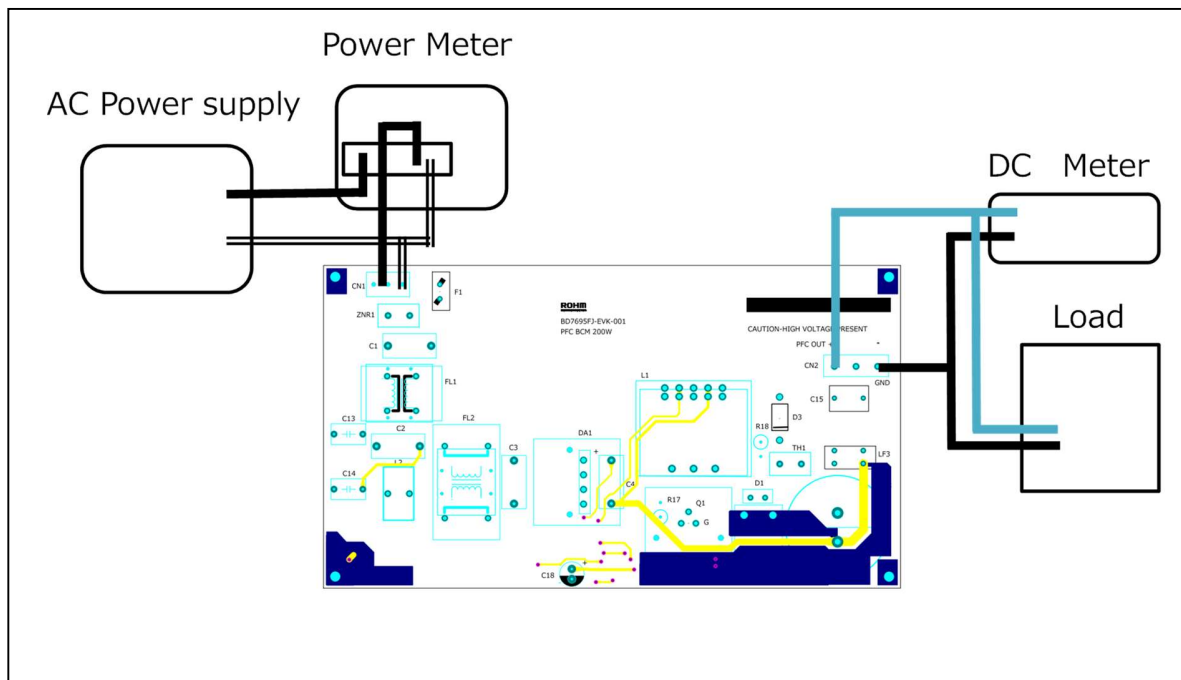 Power Meter
AC Power supply
DC Meter
Load
CN1
F1
ZNR1
C1
ROHM
BD7695FJ-EVK-001
PFC BCM 200W
CAUTION-HIGH VOLTAGE PRESENT
PFC OUT + -
CN2
GND
FL1
L1
C15
C13
FL2
D3
C2
DA1
C3
R18
+
TH1
LF3
C14
C4
D1
R17
Q1
G
C18
+